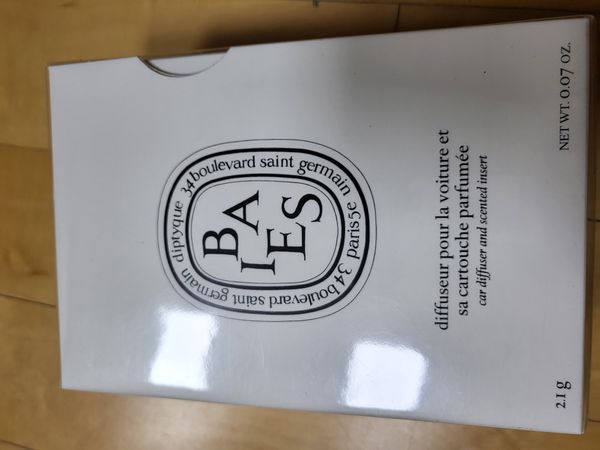 diptyque 34 boulevard saint germain paris 5e 34 boulevard saint germain
BA
IES
diffuseur pour la voiture et
sa cartouche parfumée
car diffuser and scented insert
2.1 g NET WT. 0.07 OZ.